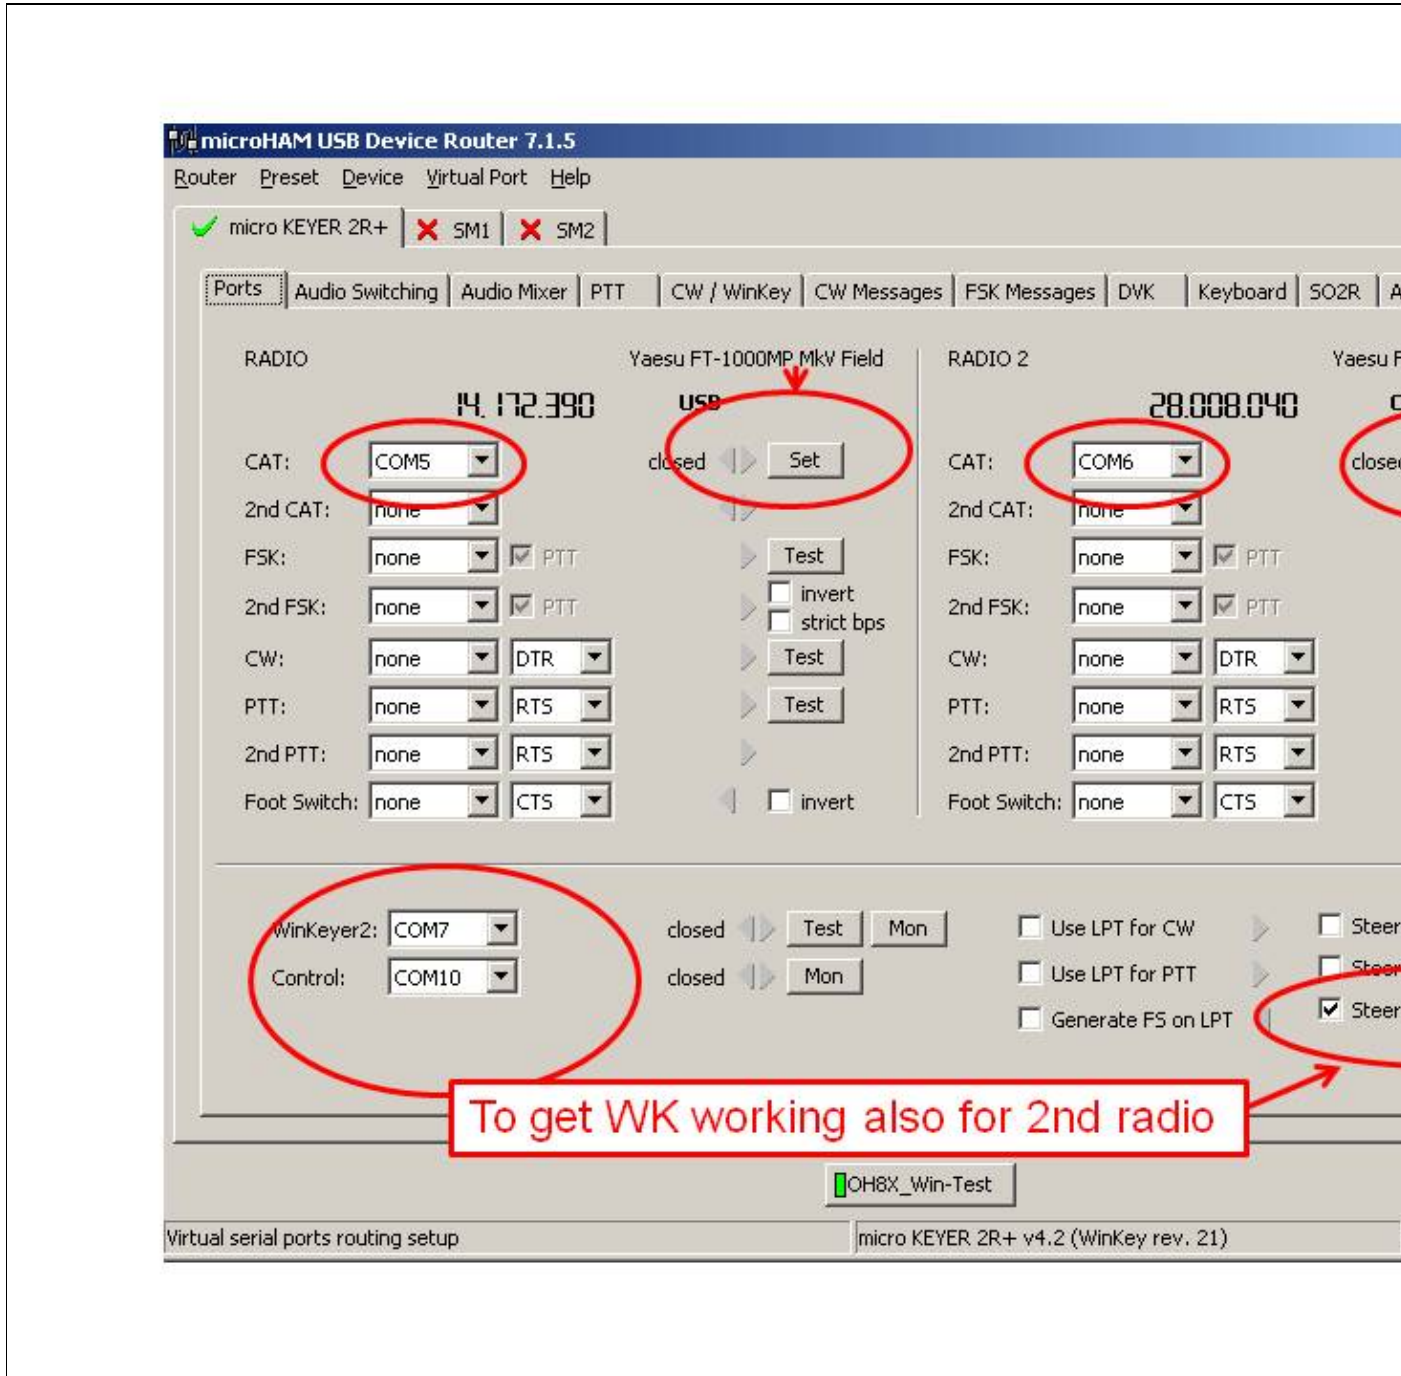 microHAM USB Device Router 7.1.5
Router Preset Device Virtual Port Help
micro KEYER 2R+ SM1 SM2
Ports Audio Switching Audio Mixer PTT CW / WinKey CW Messages FSK Messages DVK Keyboard SO2R A
RADIO Yaesu FT-1000MP MkV Field RADIO 2 Yaesu F
14.172.390 USB 28.008.040 C
CAT: COM5 closed Set CAT: COM6 closed
2nd CAT: none 2nd CAT: none
FSK: none PTT Test FSK: none PTT
2nd FSK: none PTT invert 2nd FSK: none PTT
strict bps
CW: none DTR Test CW: none DTR
PTT: none RTS Test PTT: none RTS
2nd PTT: none RTS 2nd PTT: none RTS
Foot Switch: none CTS invert Foot Switch: none CTS
WinKeyer2: COM7 closed Test Mon Use LPT for CW Steer
Control: COM10 closed Mon Use LPT for PTT Steer
Generate FS on LPT Steer
To get WK working also for 2nd radio
OH8X_Win-Test
Virtual serial ports routing setup micro KEYER 2R+ v4.2 (WinKey rev. 21)